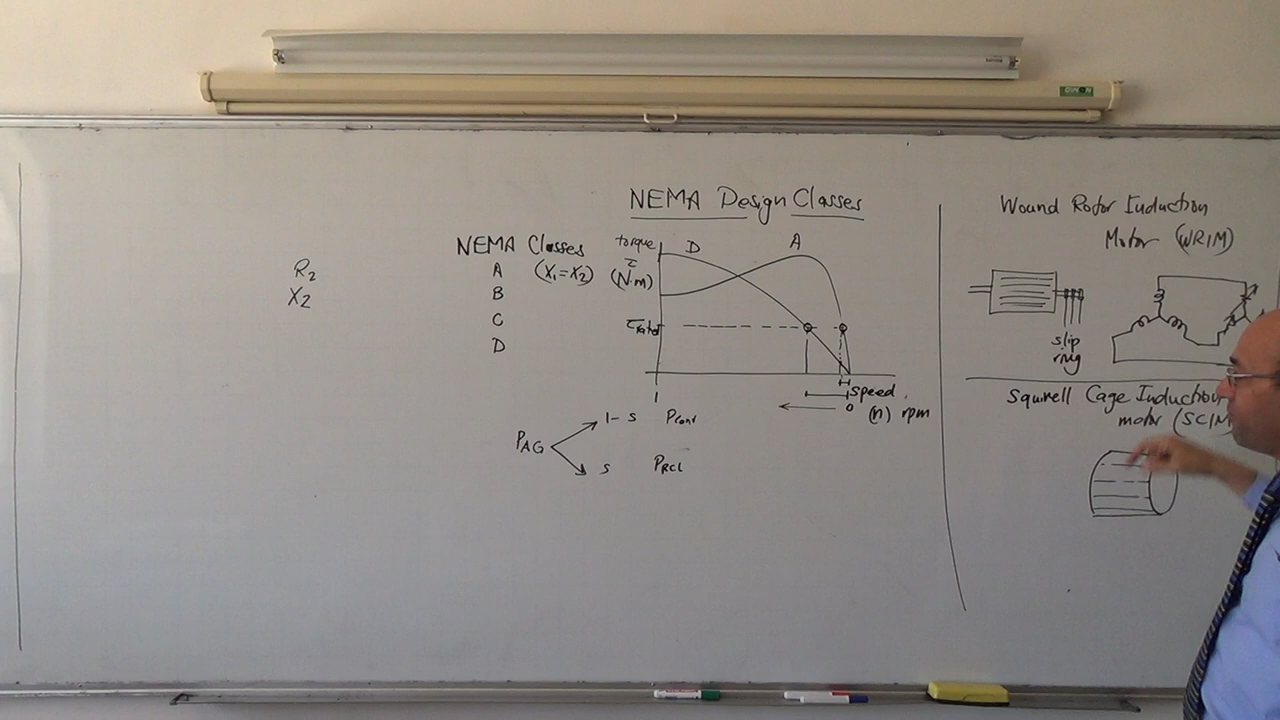 NEMA Design Classes
R2
X2
NEMA Classes
A (X1=X2)
B
C
D
torque
τ
(N.m)
D
A
τrated
1
0
speed
(n) rpm
PAG
1-s Pconv
s PRCL
Wound Rotor Induction
Motor (WRIM)
slip
ring
Squirell Cage Induction
motor (SCIM